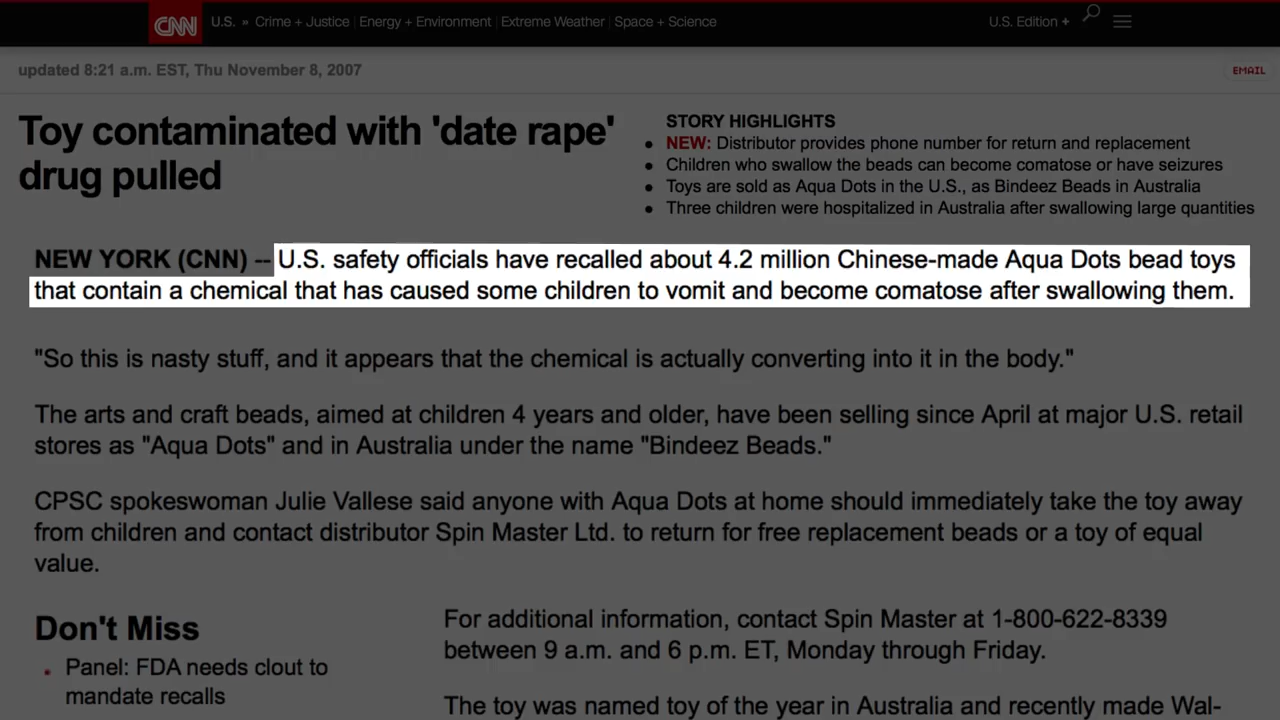 CNN U.S. » Crime + Justice | Energy + Environment | Extreme Weather | Space + Science U.S. Edition +
updated 8:21 a.m. EST, Thu November 8, 2007
EMAIL
Toy contaminated with 'date rape'
drug pulled
STORY HIGHLIGHTS
• NEW: Distributor provides phone number for return and replacement
• Children who swallow the beads can become comatose or have seizures
• Toys are sold as Aqua Dots in the U.S., as Bindeez Beads in Australia
• Three children were hospitalized in Australia after swallowing large quantities
NEW YORK (CNN) -- U.S. safety officials have recalled about 4.2 million Chinese-made Aqua Dots bead toys
that contain a chemical that has caused some children to vomit and become comatose after swallowing them.
"So this is nasty stuff, and it appears that the chemical is actually converting into it in the body."
The arts and craft beads, aimed at children 4 years and older, have been selling since April at major U.S. retail
stores as "Aqua Dots" and in Australia under the name "Bindeez Beads."
CPSC spokeswoman Julie Vallese said anyone with Aqua Dots at home should immediately take the toy away
from children and contact distributor Spin Master Ltd. to return for free replacement beads or a toy of equal
value.
Don't Miss
• Panel: FDA needs clout to
mandate recalls
For additional information, contact Spin Master at 1-800-622-8339
between 9 a.m. and 6 p.m. ET, Monday through Friday.
The toy was named toy of the year in Australia and recently made Wal-